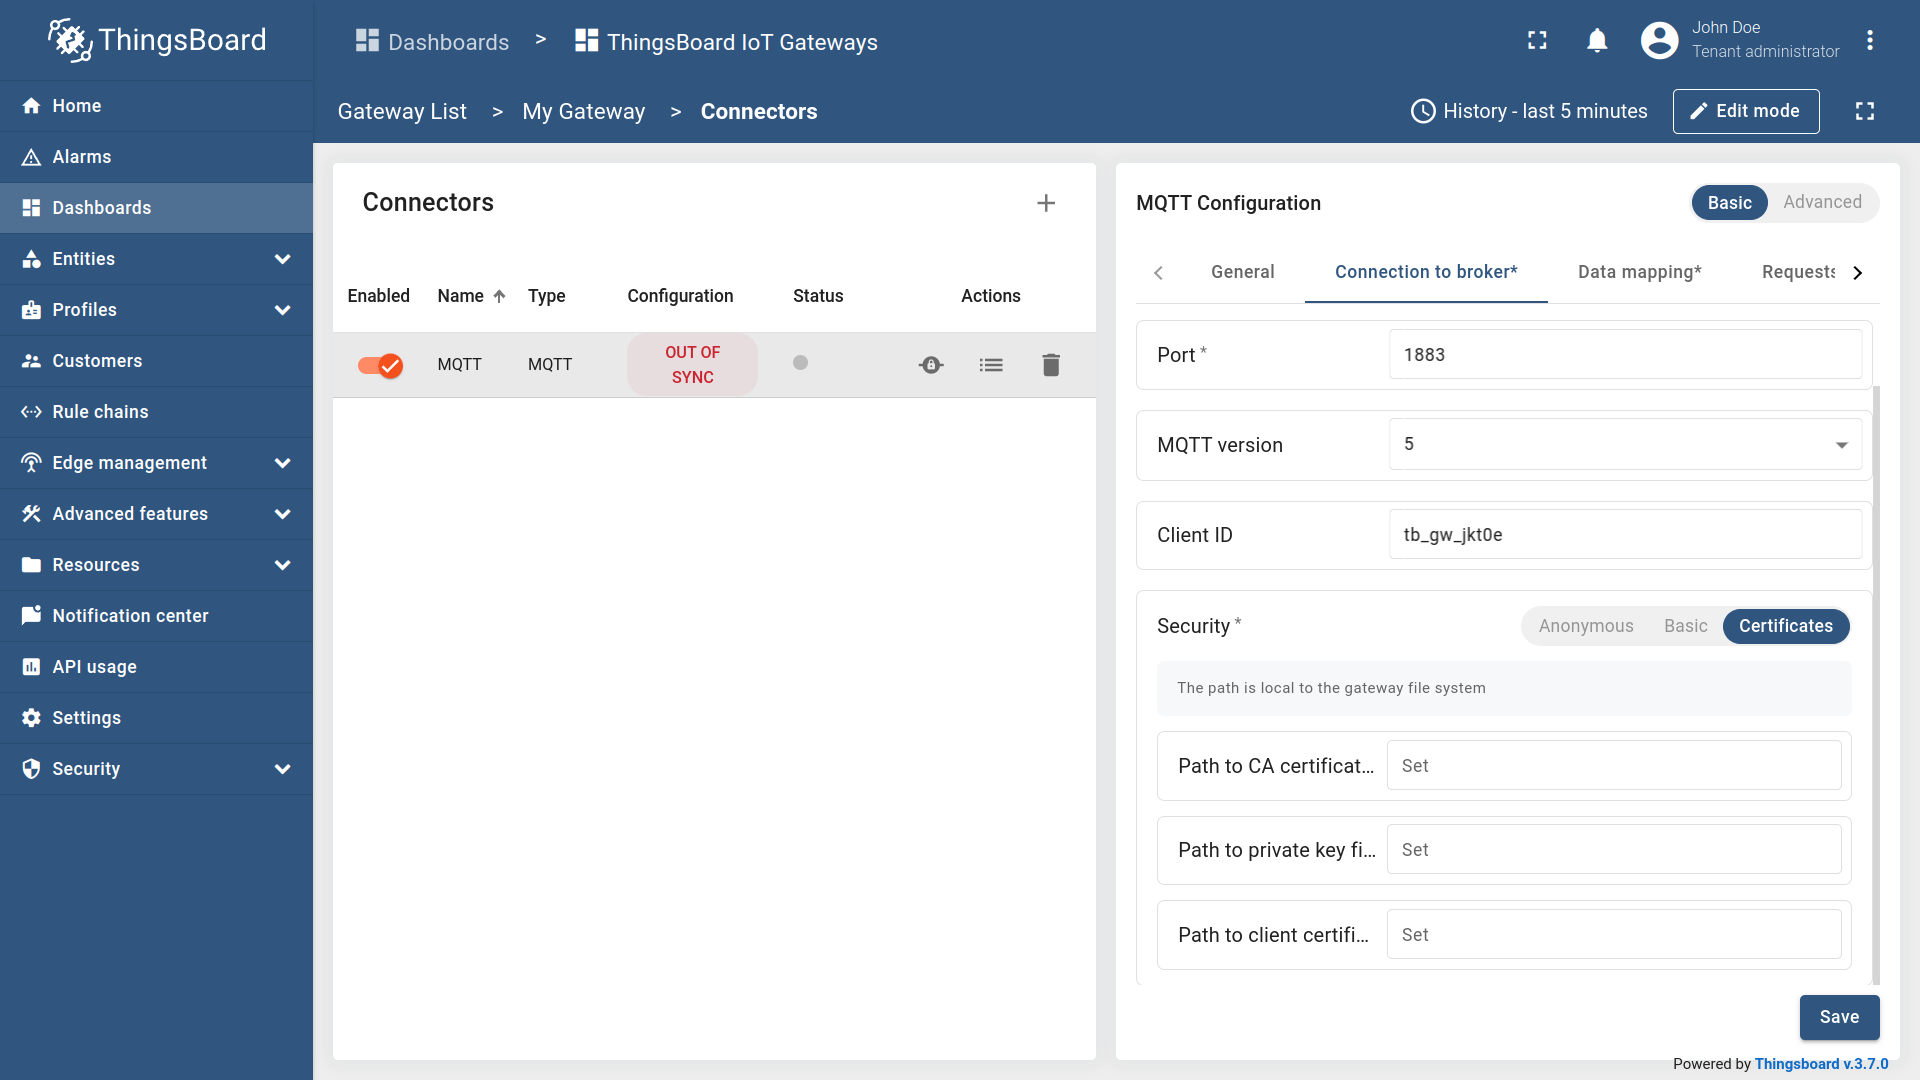 ThingsBoard
Dashboards > ThingsBoard IoT Gateways
John Doe
Tenant administrator
Gateway List > My Gateway > Connectors
History - last 5 minutes
Edit mode
Home
Alarms
Dashboards
Entities
Profiles
Customers
Rule chains
Edge management
Advanced features
Resources
Notification center
API usage
Settings
Security
Connectors
Enabled Name Type Configuration Status Actions
MQTT MQTT OUT OF
SYNC
MQTT Configuration
Basic Advanced
General Connection to broker* Data mapping* Requests
Port * 1883
MQTT version 5
Client ID tb_gw_jkt0e
Security * Anonymous Basic Certificates
The path is local to the gateway file system
Path to CA certificat... Set
Path to private key fi... Set
Path to client certifi... Set
Save
Powered by Thingsboard v.3.7.0